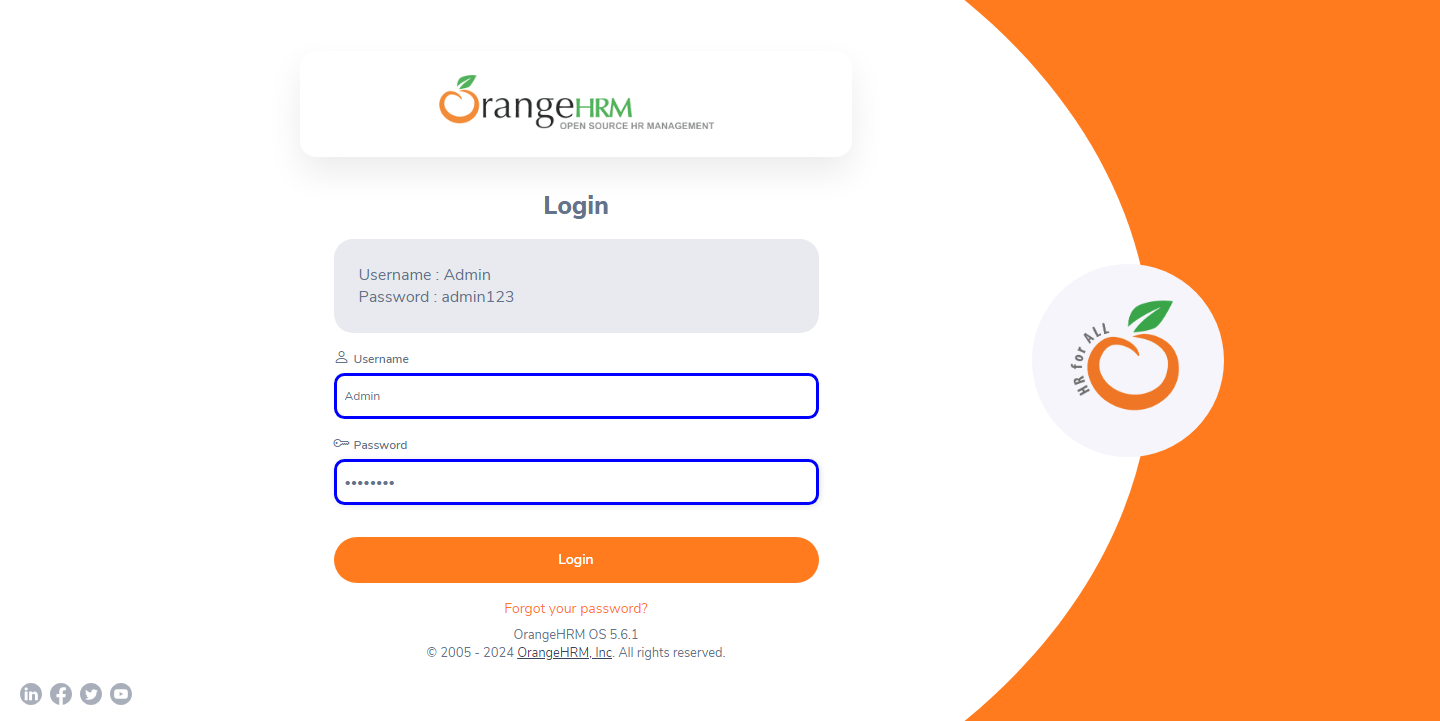 OrangeHRM
OPEN SOURCE HR MANAGEMENT
Login
Username : Admin
Password : admin123
Username
Admin
Password
••••••••
Login
Forgot your password?
OrangeHRM OS 5.6.1
© 2005 - 2024 OrangeHRM, Inc. All rights reserved.
HR for ALL